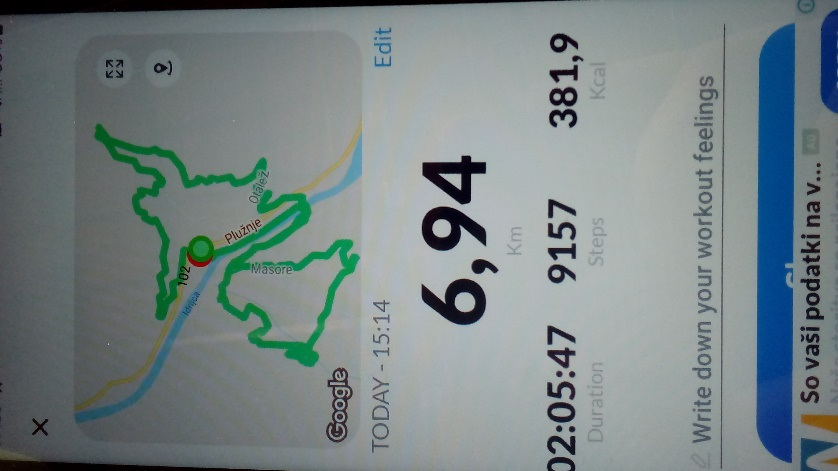 102
Idrijca
Otalež
Plužnje
Masore
Google
TODAY - 15:14
Edit
6,94
Km
02:05:47
9157
381,9
Duration
Steps
Kcal
Write down your workout feelings
So vaši podatki na v...
AD